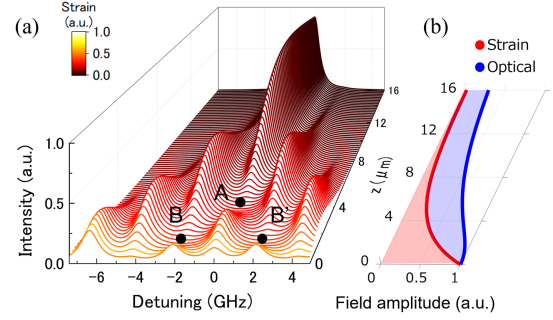 Strain
(a.u.)
1.0
0.5
0.0
(a)
(b)
Strain
Optical
1.0
0.5
0.0
Intensity (a.u.)
−6
−4
−2
0
2
4
Detuning (GHz)
0
4
8
12
16
z (μm)
A
B
B'
16
12
8
4
0
0
0.5
1
Field amplitude (a.u.)